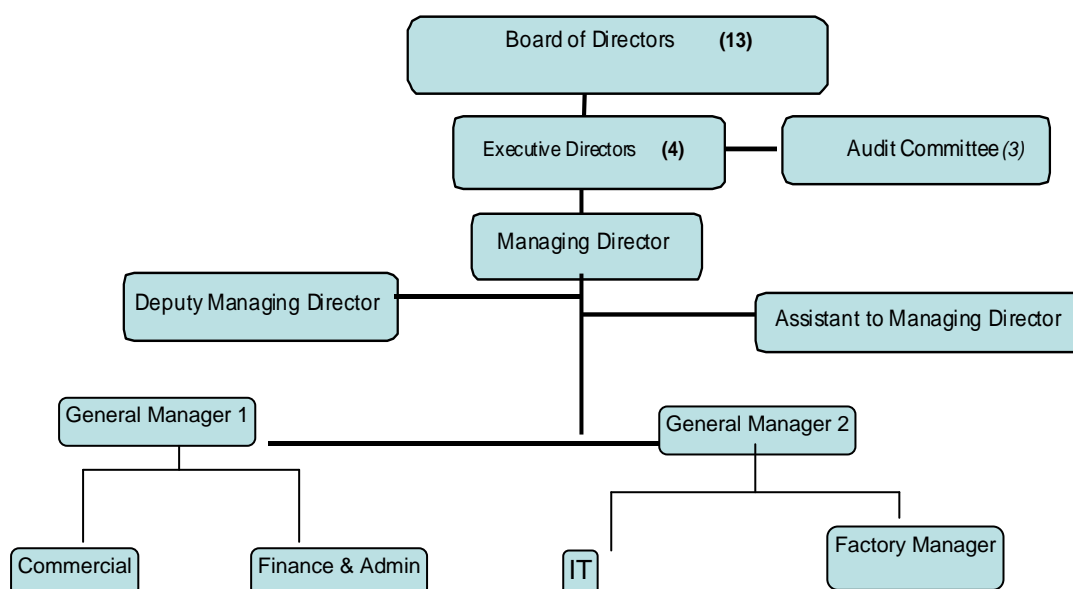 Board of Directors (13)
Executive Directors (4)
Audit Committee (3)
Managing Director
Deputy Managing Director
Assistant to Managing Director
General Manager 1
General Manager 2
Commercial
Finance & Admin
IT
Factory Manager